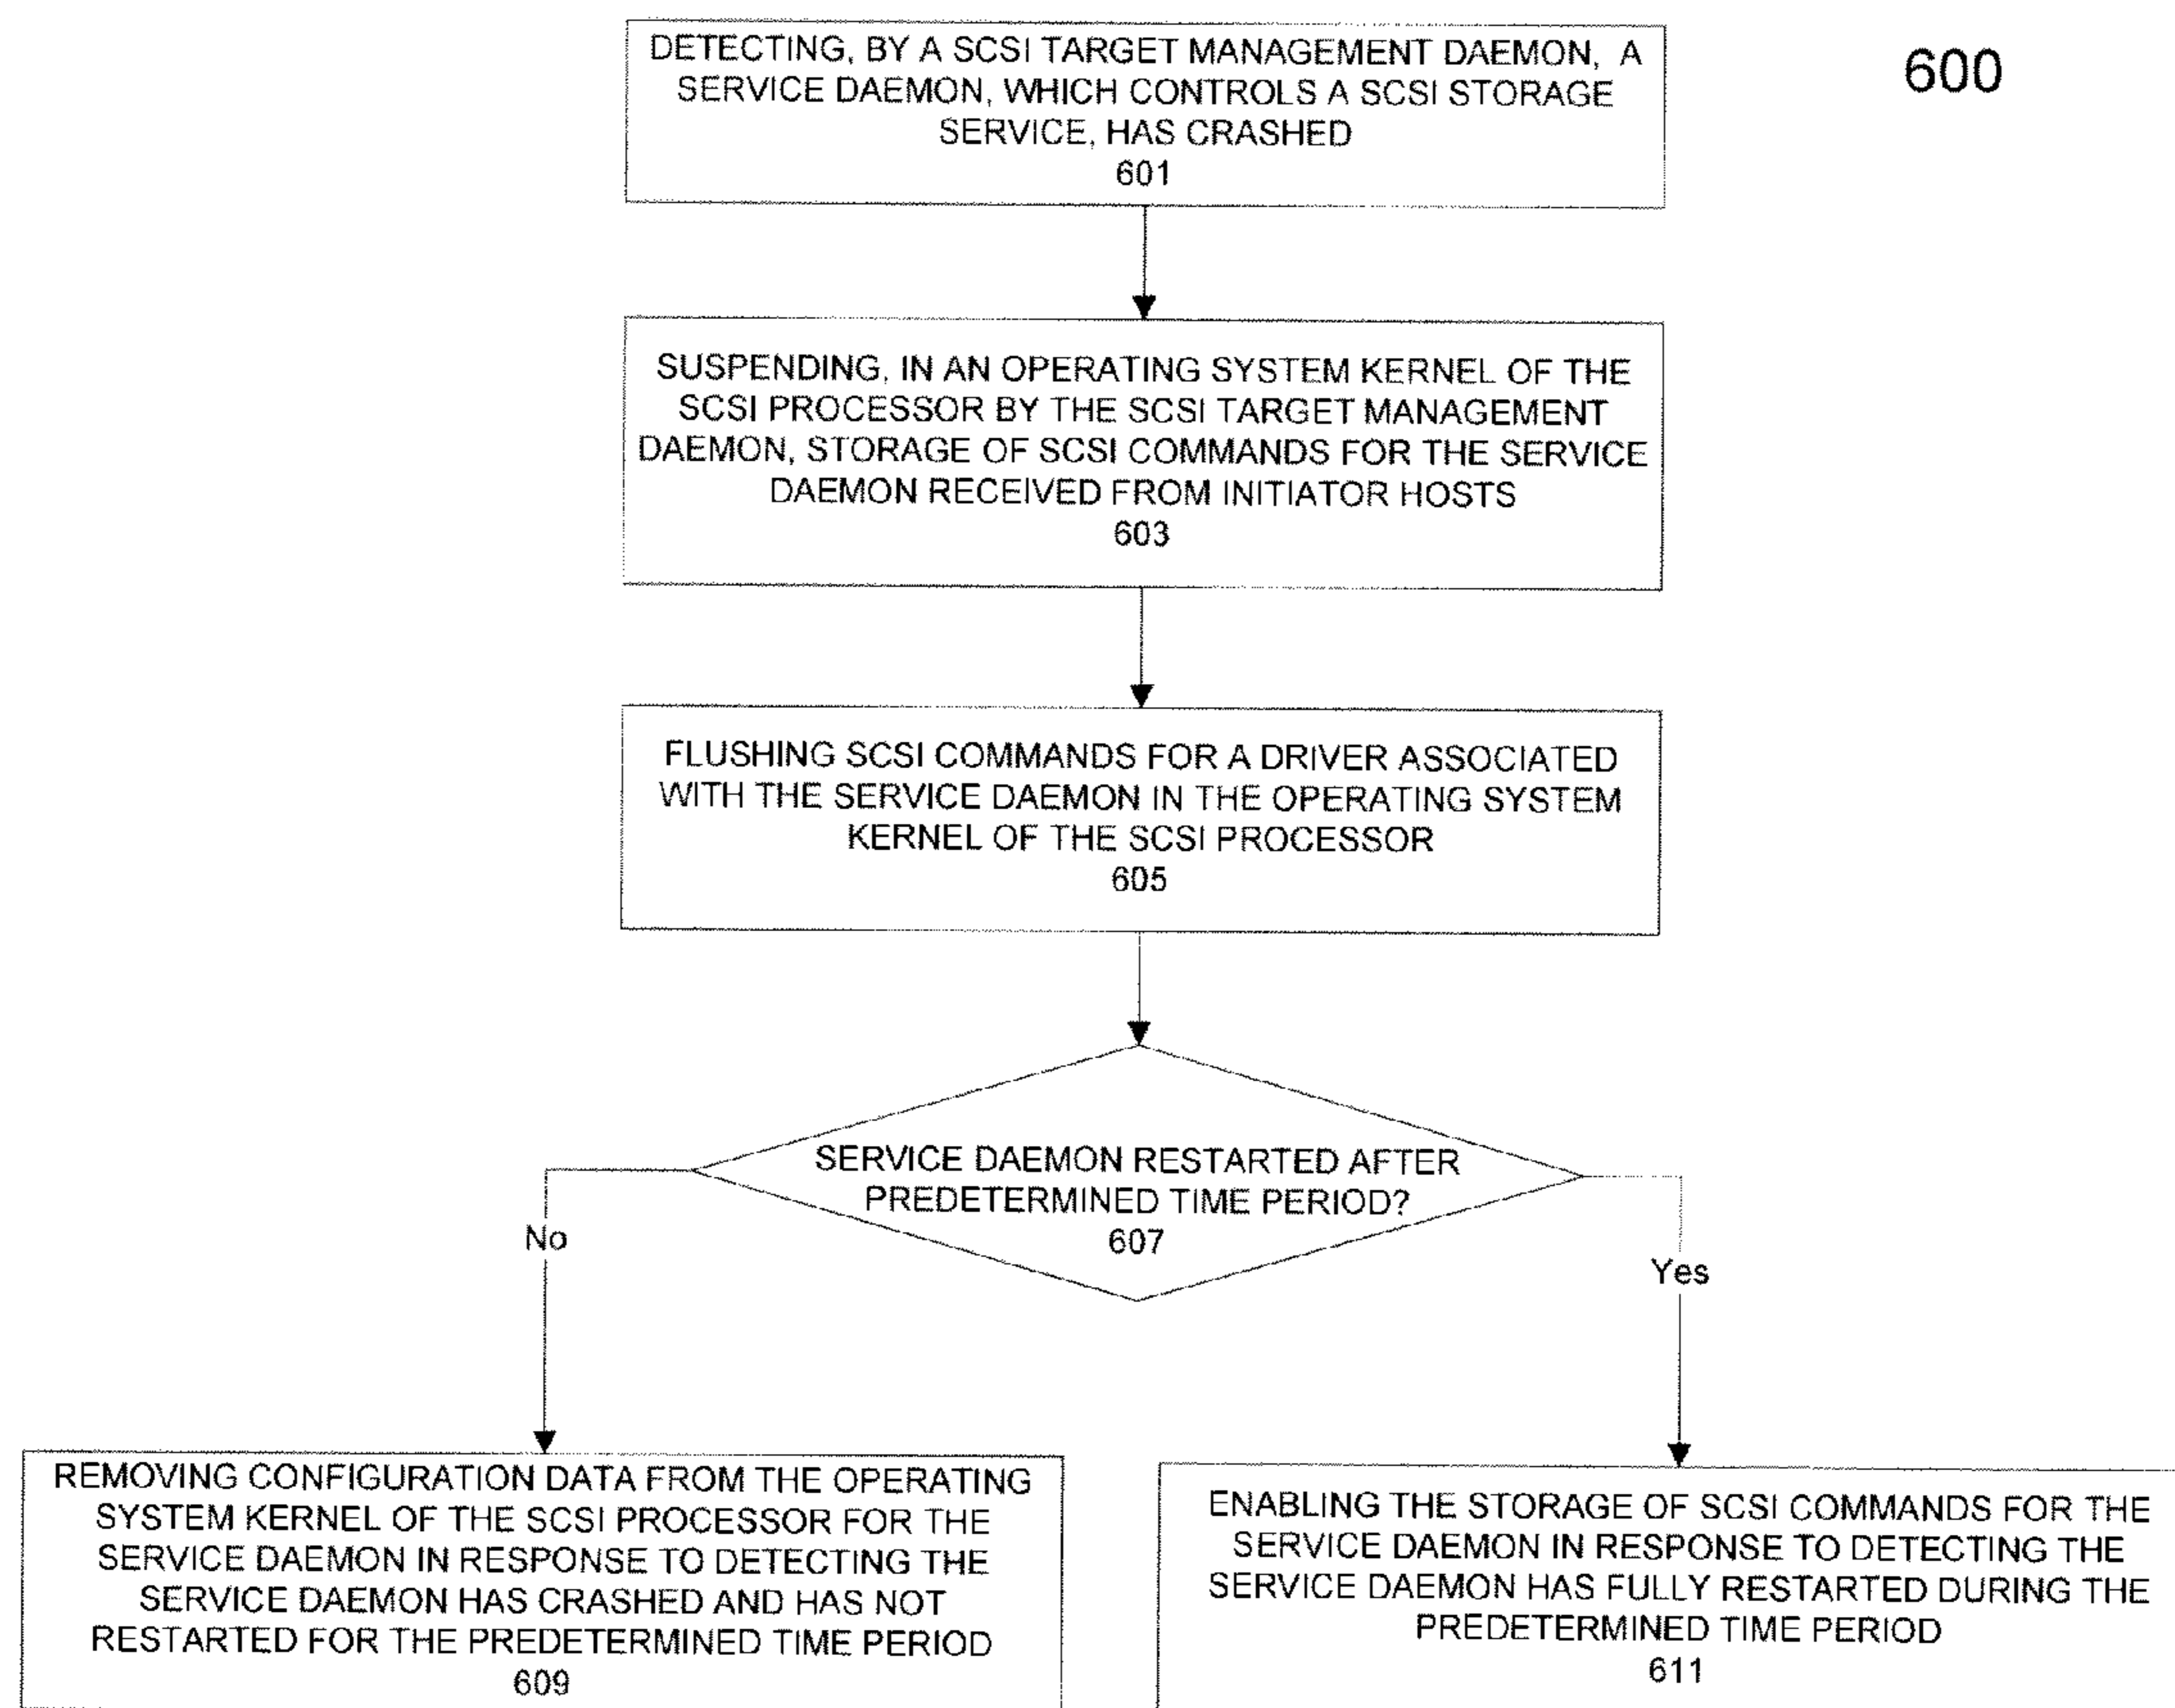 600
DETECTING, BY A SCSI TARGET MANAGEMENT DAEMON, A
SERVICE DAEMON, WHICH CONTROLS A SCSI STORAGE
SERVICE, HAS CRASHED
601
SUSPENDING, IN AN OPERATING SYSTEM KERNEL OF THE
SCSI PROCESSOR BY THE SCSI TARGET MANAGEMENT
DAEMON, STORAGE OF SCSI COMMANDS FOR THE SERVICE
DAEMON RECEIVED FROM INITIATOR HOSTS
603
FLUSHING SCSI COMMANDS FOR A DRIVER ASSOCIATED
WITH THE SERVICE DAEMON IN THE OPERATING SYSTEM
KERNEL OF THE SCSI PROCESSOR
605
SERVICE DAEMON RESTARTED AFTER
PREDETERMINED TIME PERIOD?
607
No
Yes
REMOVING CONFIGURATION DATA FROM THE OPERATING
SYSTEM KERNEL OF THE SCSI PROCESSOR FOR THE
SERVICE DAEMON IN RESPONSE TO DETECTING THE
SERVICE DAEMON HAS CRASHED AND HAS NOT
RESTARTED FOR THE PREDETERMINED TIME PERIOD
609
ENABLING THE STORAGE OF SCSI COMMANDS FOR THE
SERVICE DAEMON IN RESPONSE TO DETECTING THE
SERVICE DAEMON HAS FULLY RESTARTED DURING THE
PREDETERMINED TIME PERIOD
611